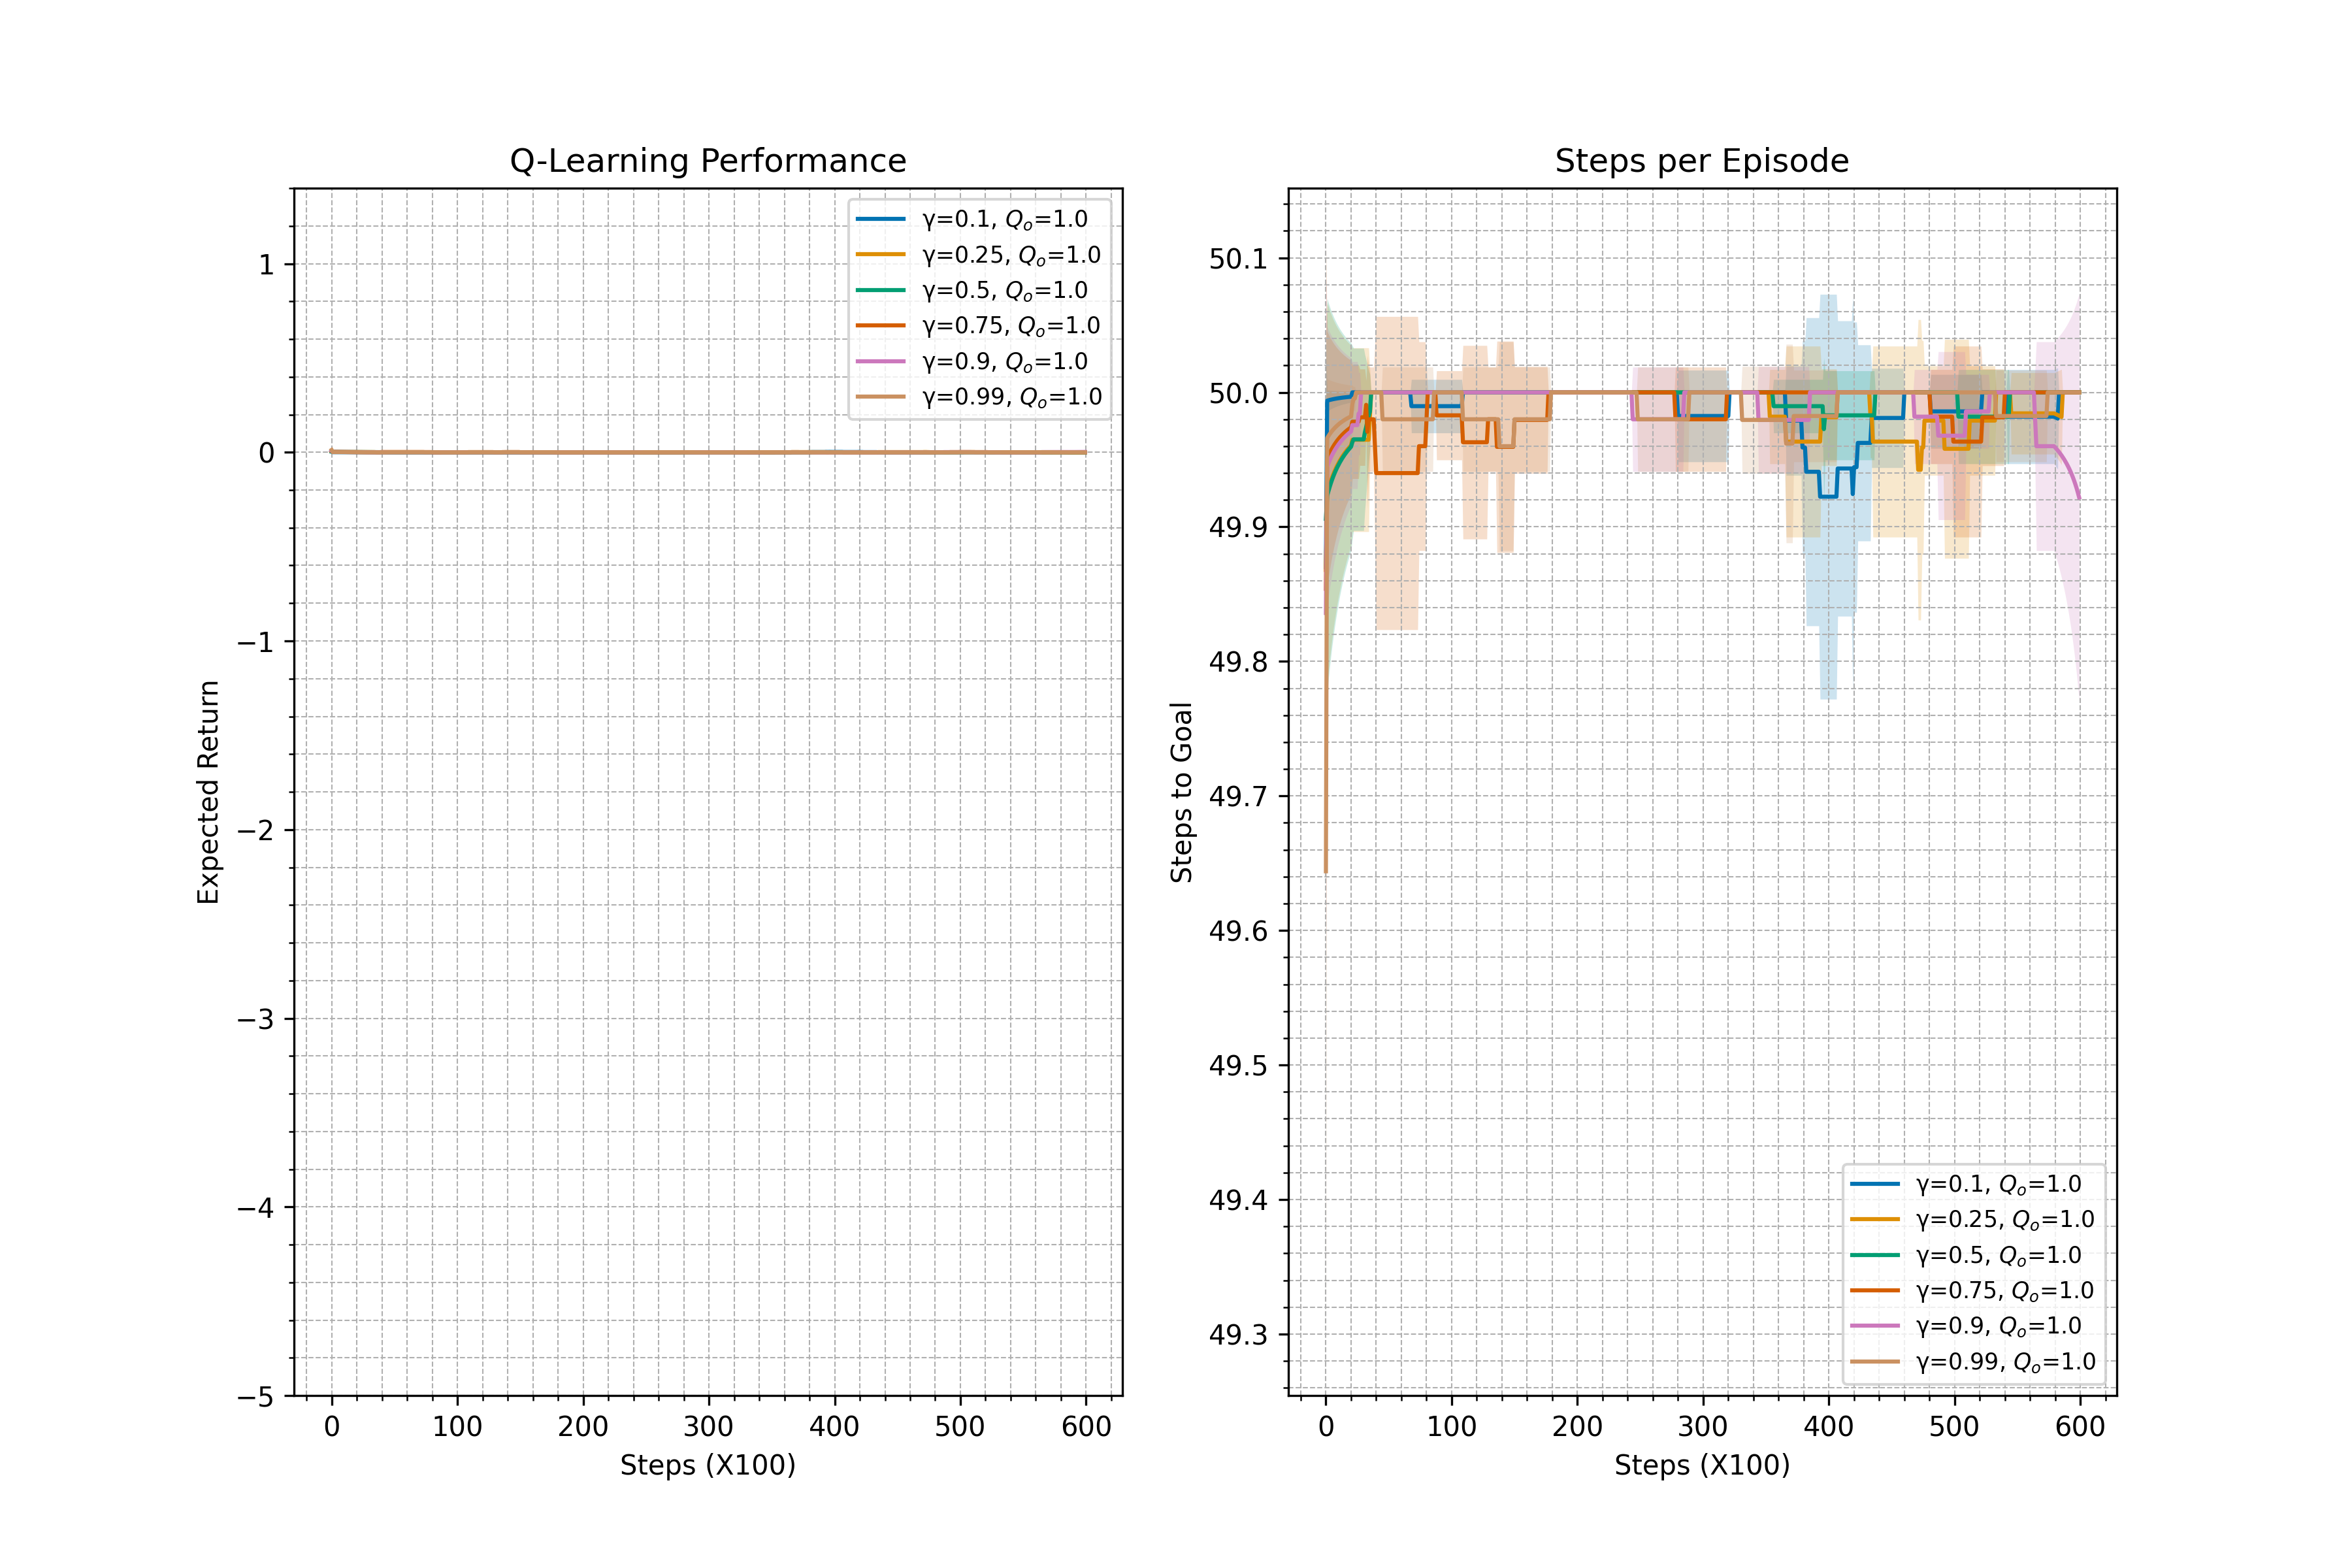 Q-Learning Performance
Expected Return
1
0
−1
−2
−3
−4
−5
0 100 200 300 400 500 600
Steps (X100)
γ=0.1, Qo=1.0
γ=0.25, Qo=1.0
γ=0.5, Qo=1.0
γ=0.75, Qo=1.0
γ=0.9, Qo=1.0
γ=0.99, Qo=1.0
Steps per Episode
Steps to Goal
50.1
50.0
49.9
49.8
49.7
49.6
49.5
49.4
49.3
0 100 200 300 400 500 600
Steps (X100)
γ=0.1, Qo=1.0
γ=0.25, Qo=1.0
γ=0.5, Qo=1.0
γ=0.75, Qo=1.0
γ=0.9, Qo=1.0
γ=0.99, Qo=1.0